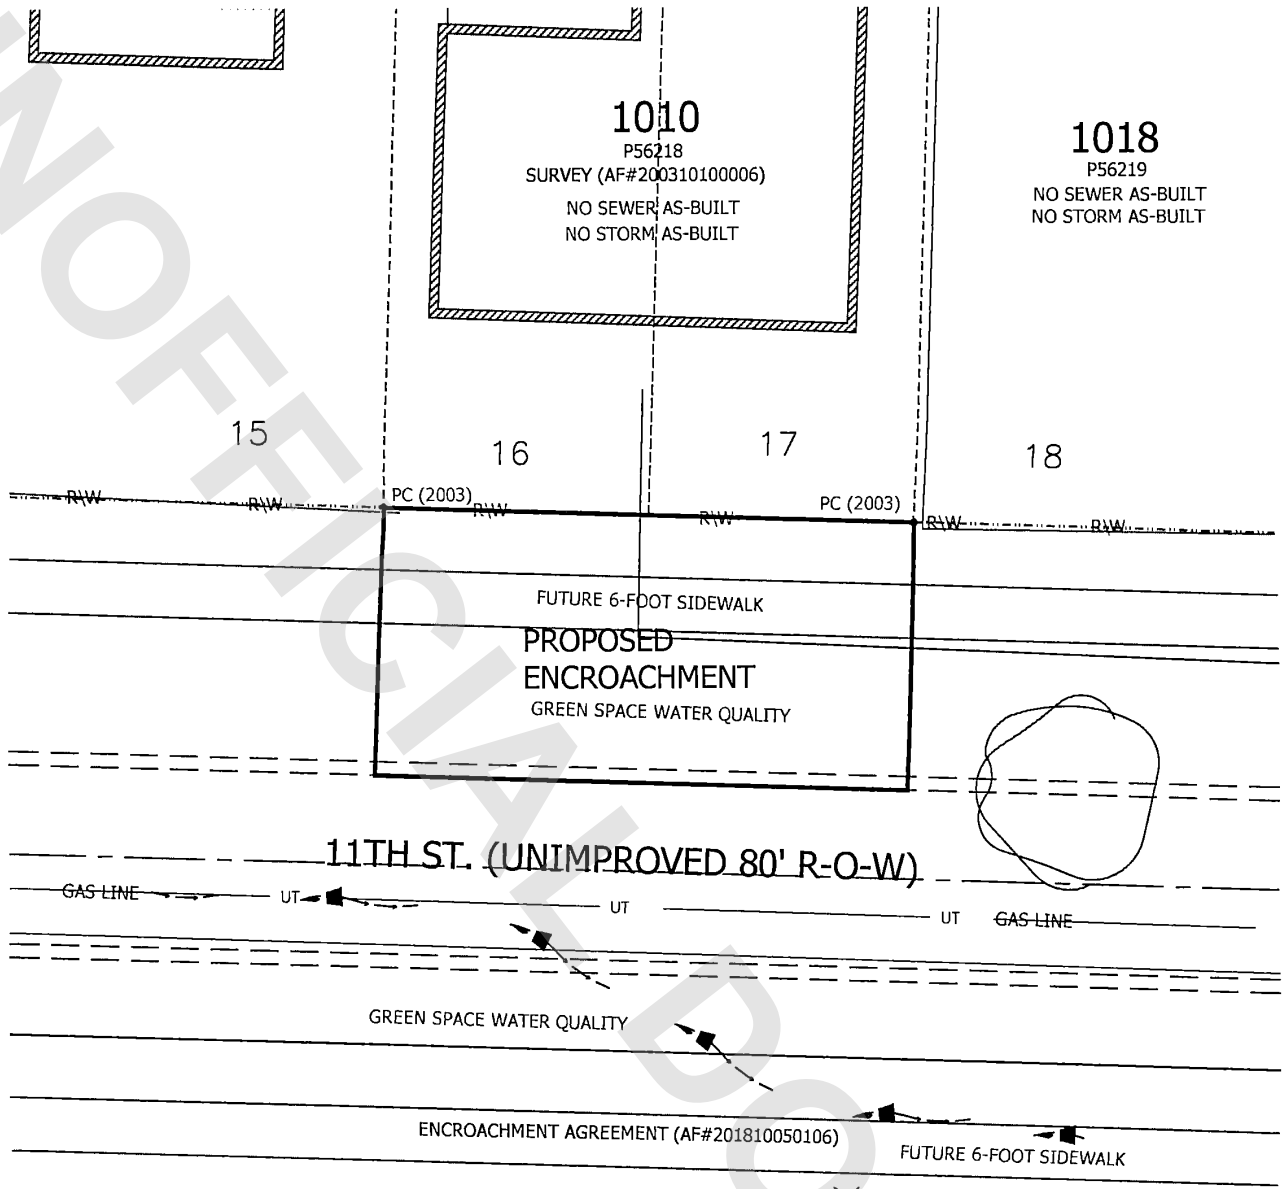 1010
P56218
SURVEY (AF#200310100006)
NO SEWER AS-BUILT
NO STORM AS-BUILT
1018
P56219
NO SEWER AS-BUILT
NO STORM AS-BUILT
15
16
17
18
R\W
R\W
PC (2003)
R\W
R\W
PC (2003)
R\W
R\W
FUTURE 6-FOOT SIDEWALK
PROPOSED
ENCROACHMENT
GREEN SPACE WATER QUALITY
11TH ST. (UNIMPROVED 80' R-O-W)
GAS LINE
UT
UT
UT
GAS LINE
GREEN SPACE WATER QUALITY
ENCROACHMENT AGREEMENT (AF#201810050106)
FUTURE 6-FOOT SIDEWALK
NOFFICIAL DO